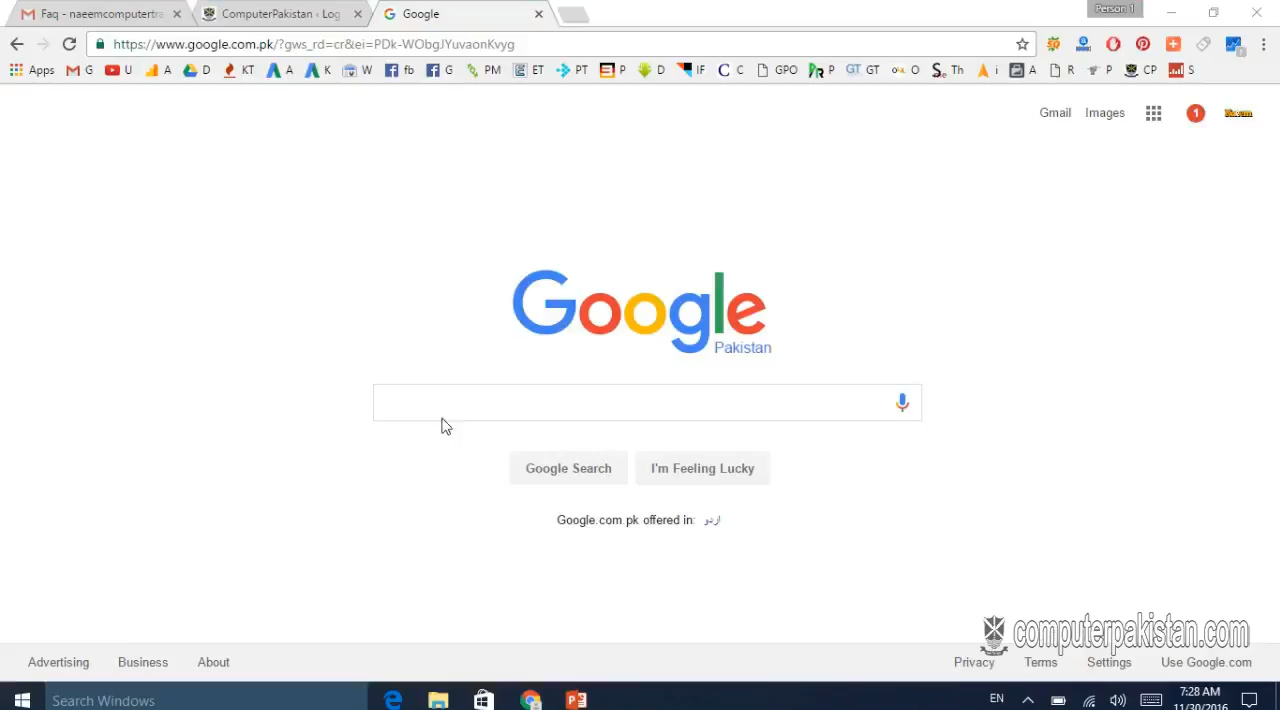 Faq - naeemcomputertra
ComputerPakistan ‹ Log
Google
Person 1
https://www.google.com.pk/?gws_rd=cr&ei=PDk-WObgJYuvaonKvyg
Apps G U A D KT A K W fb G PM ET PT P D IF C GPO P GT O Th i A R P CP S
Gmail Images 1
Google
Pakistan
Google Search I'm Feeling Lucky
Google.com.pk offered in: اردو
computerpakistan.com
Advertising Business About Privacy Terms Settings Use Google.com
Search Windows
EN
7:28 AM
11/30/2016